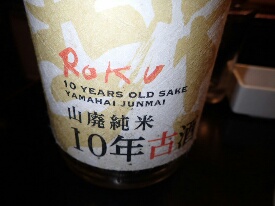 RoKu
10 YEARS OLD SAKE
YAMAHAI JUNMAI
山廃純米
10年古酒